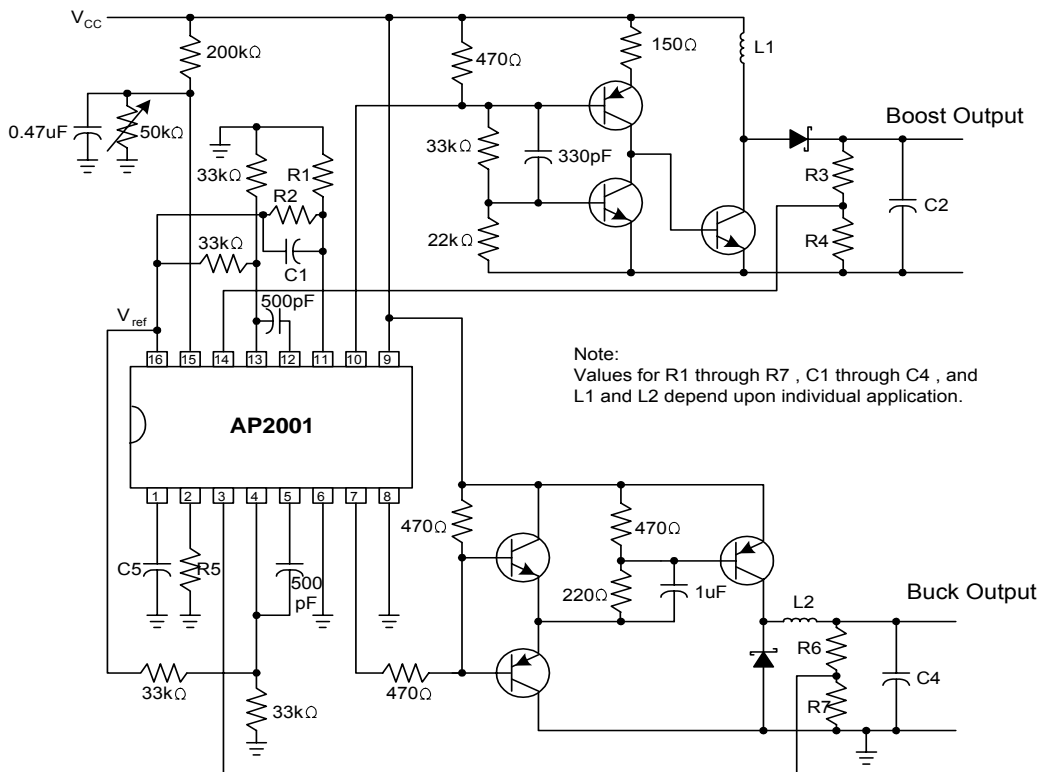 V_CC
200kΩ
0.47uF
50kΩ
470Ω
150Ω
L1
Boost Output
33kΩ
R1
R2
33kΩ
C1
500pF
33kΩ
330pF
22kΩ
R3
R4
C2
V_ref
16 15 14 13 12 11 10 9
AP2001
1 2 3 4 5 6 7 8
Note:
Values for R1 through R7 , C1 through C4 , and
L1 and L2 depend upon individual application.
C5
R5
500
pF
33kΩ
33kΩ
470Ω
470Ω
470Ω
220Ω
1uF
L2
Buck Output
R6
R7
C4